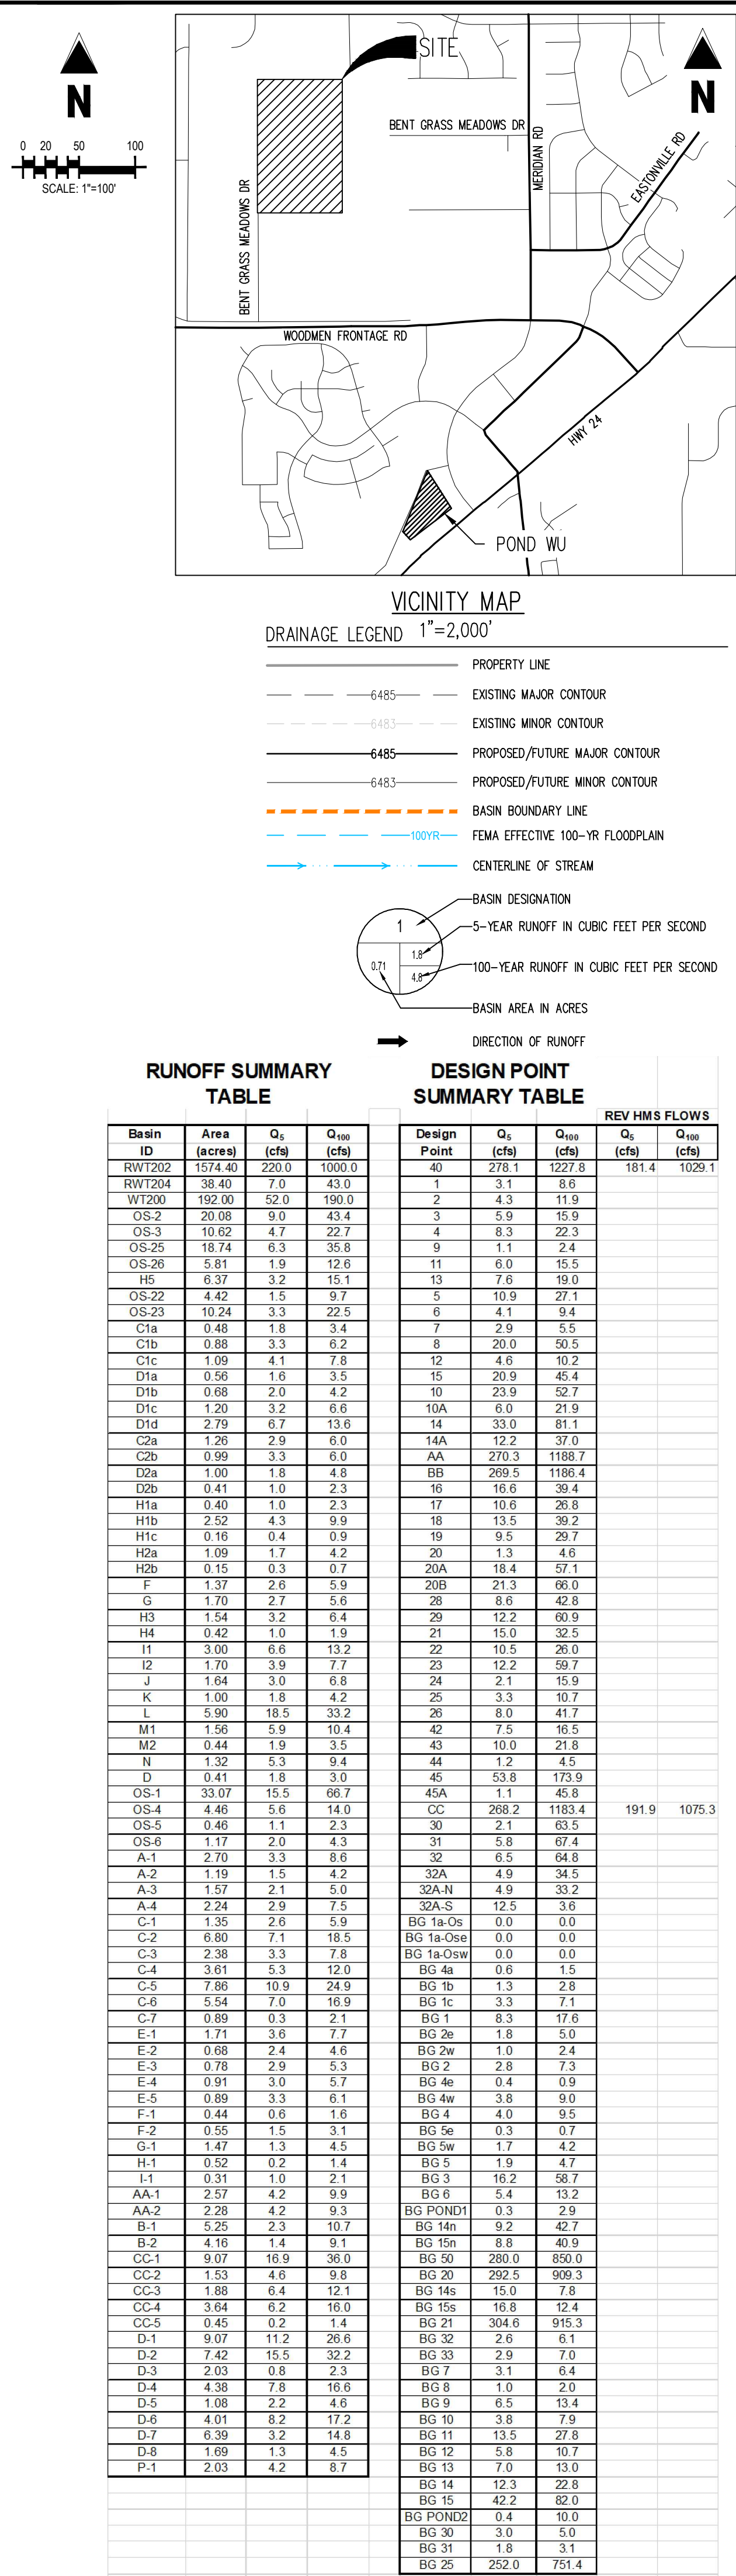 N
0 20 50 100
SCALE: 1"=100'
SITE
N
BENT GRASS MEADOWS DR
MERIDIAN RD
EASTONVILLE RD
BENT GRASS MEADOWS DR
WOODMEN FRONTAGE RD
HWY 24
POND WU
VICINITY MAP
1"=2,000'
DRAINAGE LEGEND
PROPERTY LINE
6485 EXISTING MAJOR CONTOUR
6483 EXISTING MINOR CONTOUR
6485 PROPOSED/FUTURE MAJOR CONTOUR
6483 PROPOSED/FUTURE MINOR CONTOUR
BASIN BOUNDARY LINE
100YR FEMA EFFECTIVE 100-YR FLOODPLAIN
CENTERLINE OF STREAM
BASIN DESIGNATION
1
5-YEAR RUNOFF IN CUBIC FEET PER SECOND
1.8
0.71
100-YEAR RUNOFF IN CUBIC FEET PER SECOND
4.8
BASIN AREA IN ACRES
DIRECTION OF RUNOFF
RUNOFF SUMMARY
TABLE
Basin Area Q5 Q100
ID (acres) (cfs) (cfs)
RWT202 1574.40 220.0 1000.0
RWT204 38.40 7.0 43.0
WT200 192.00 52.0 190.0
OS-2 20.08 9.0 43.4
OS-3 10.62 4.7 22.7
OS-25 18.74 6.3 35.8
OS-26 5.81 1.9 12.6
H5 6.37 3.2 15.1
OS-22 4.42 1.5 9.7
OS-23 10.24 3.3 22.5
C1a 0.48 1.8 3.4
C1b 0.88 3.3 6.2
C1c 1.09 4.1 7.8
D1a 0.56 1.6 3.5
D1b 0.68 2.0 4.2
D1c 1.20 3.2 6.6
D1d 2.79 6.7 13.6
C2a 1.26 2.9 6.0
C2b 0.99 3.3 6.0
D2a 1.00 1.8 4.8
D2b 0.41 1.0 2.3
H1a 0.40 1.0 2.3
H1b 2.52 4.3 9.9
H1c 0.16 0.4 0.9
H2a 1.09 1.7 4.2
H2b 0.15 0.3 0.7
F 1.37 2.6 5.9
G 1.70 2.7 5.6
H3 1.54 3.2 6.4
H4 0.42 1.0 1.9
I1 3.00 6.6 13.2
I2 1.70 3.9 7.7
J 1.64 3.0 6.8
K 1.00 1.8 4.2
L 5.90 18.5 33.2
M1 1.56 5.9 10.4
M2 0.44 1.9 3.5
N 1.32 5.3 9.4
D 0.41 1.8 3.0
OS-1 33.07 15.5 66.7
OS-4 4.46 5.6 14.0
OS-5 0.46 1.1 2.3
OS-6 1.17 2.0 4.3
A-1 2.70 3.3 8.6
A-2 1.19 1.5 4.2
A-3 1.57 2.1 5.0
A-4 2.24 2.9 7.5
C-1 1.35 2.6 5.9
C-2 6.80 7.1 18.5
C-3 2.38 3.3 7.8
C-4 3.61 5.3 12.0
C-5 7.86 10.9 24.9
C-6 5.54 7.0 16.9
C-7 0.89 0.3 2.1
E-1 1.71 3.6 7.7
E-2 0.68 2.4 4.6
E-3 0.78 2.9 5.3
E-4 0.91 3.0 5.7
E-5 0.89 3.3 6.1
F-1 0.44 0.6 1.6
F-2 0.55 1.5 3.1
G-1 1.47 1.3 4.5
H-1 0.52 0.2 1.4
I-1 0.31 1.0 2.1
AA-1 2.57 4.2 9.9
AA-2 2.28 4.2 9.3
B-1 5.25 2.3 10.7
B-2 4.16 1.4 9.1
CC-1 9.07 16.9 36.0
CC-2 1.53 4.6 9.8
CC-3 1.88 6.4 12.1
CC-4 3.64 6.2 16.0
CC-5 0.45 0.2 1.4
D-1 9.07 11.2 26.6
D-2 7.42 15.5 32.2
D-3 2.03 0.8 2.3
D-4 4.38 7.8 16.6
D-5 1.08 2.2 4.6
D-6 4.01 8.2 17.2
D-7 6.39 3.2 14.8
D-8 1.69 1.3 4.5
P-1 2.03 4.2 8.7
DESIGN POINT
SUMMARY TABLE
REV HMS FLOWS
Design Q5 Q100 Q5 Q100
Point (cfs) (cfs) (cfs) (cfs)
40 278.1 1227.8 181.4 1029.1
1 3.1 8.6
2 4.3 11.9
3 5.9 15.9
4 8.3 22.3
9 1.1 2.4
11 6.0 15.5
13 7.6 19.0
5 10.9 27.1
6 4.1 9.4
7 2.9 5.5
8 20.0 50.5
12 4.6 10.2
15 20.9 45.4
10 23.9 52.7
10A 6.0 21.9
14 33.0 81.1
14A 12.2 37.0
AA 270.3 1188.7
BB 269.5 1186.4
16 16.6 39.4
17 10.6 26.8
18 13.5 39.2
19 9.5 29.7
20 1.3 4.6
20A 18.4 57.1
20B 21.3 66.0
28 8.6 42.8
29 12.2 60.9
21 15.0 32.5
22 10.5 26.0
23 12.2 59.7
24 2.1 15.9
25 3.3 10.7
26 8.0 41.7
42 7.5 16.5
43 10.0 21.8
44 1.2 4.5
45 53.8 173.9
45A 1.1 45.8
CC 268.2 1183.4 191.9 1075.3
30 2.1 63.5
31 5.8 67.4
32 6.5 64.8
32A 4.9 34.5
32A-N 4.9 33.2
32A-S 12.5 3.6
BG 1a-Os 0.0 0.0
BG 1a-Ose 0.0 0.0
BG 1a-Osw 0.0 0.0
BG 4a 0.6 1.5
BG 1b 1.3 2.8
BG 1c 3.3 7.1
BG 1 8.3 17.6
BG 2e 1.8 5.0
BG 2w 1.0 2.4
BG 2 2.8 7.3
BG 4e 0.4 0.9
BG 4w 3.8 9.0
BG 4 4.0 9.5
BG 5e 0.3 0.7
BG 5w 1.7 4.2
BG 5 1.9 4.7
BG 3 16.2 58.7
BG 6 5.4 13.2
BG POND1 0.3 2.9
BG 14n 9.2 42.7
BG 15n 8.8 40.9
BG 50 280.0 850.0
BG 20 292.5 909.3
BG 14s 15.0 7.8
BG 15s 16.8 12.4
BG 21 304.6 915.3
BG 32 2.6 6.1
BG 33 2.9 7.0
BG 7 3.1 6.4
BG 8 1.0 2.0
BG 9 6.5 13.4
BG 10 3.8 7.9
BG 11 13.5 27.8
BG 12 5.8 10.7
BG 13 7.0 13.0
BG 14 12.3 22.8
BG 15 42.2 82.0
BG POND2 0.4 10.0
BG 30 3.0 5.0
BG 31 1.8 3.1
BG 25 252.0 751.4